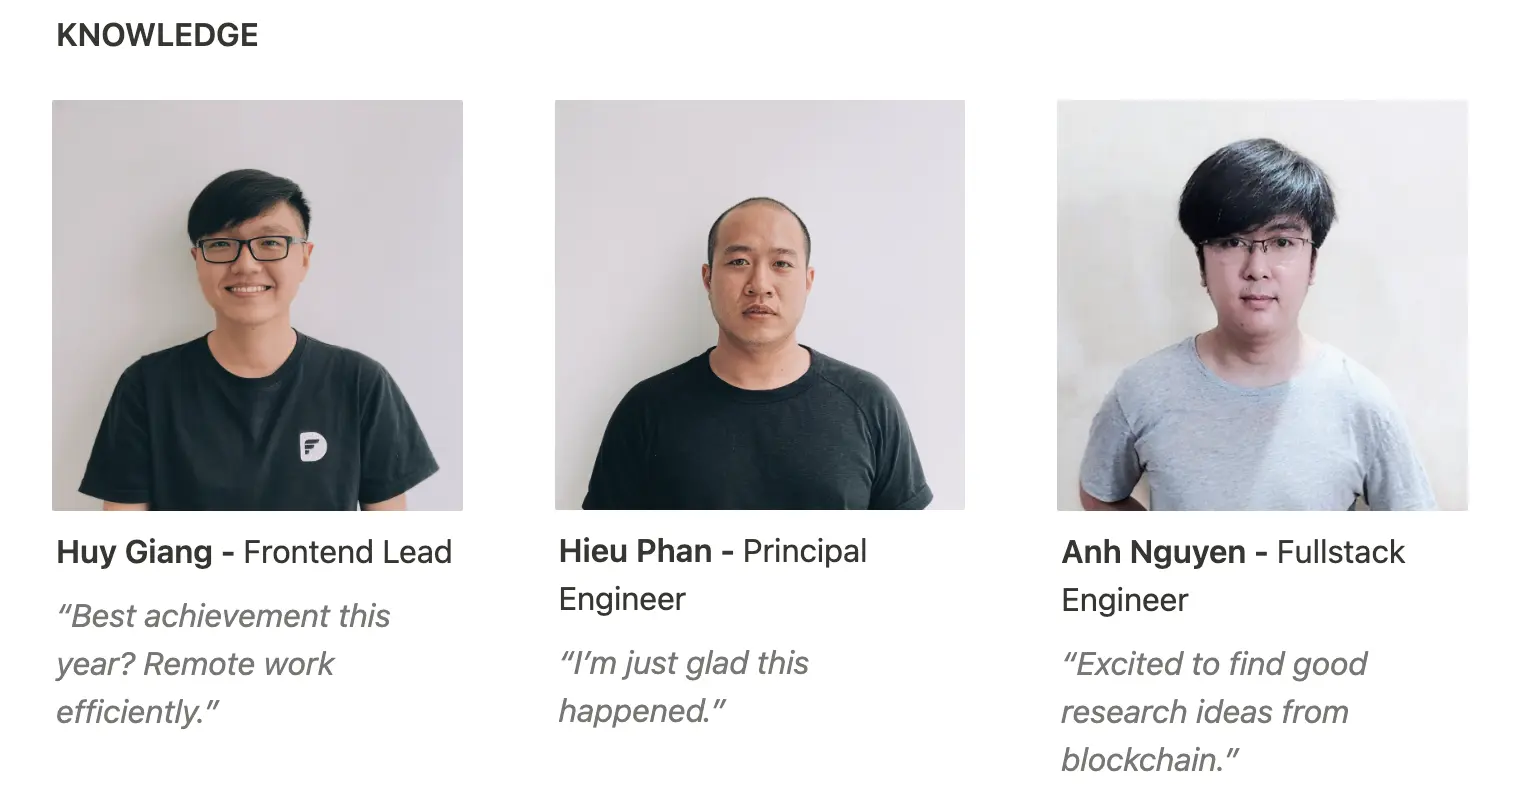 KNOWLEDGE
Huy Giang - Frontend Lead
“Best achievement this
year? Remote work
efficiently.”
Hieu Phan - Principal
Engineer
“I’m just glad this
happened.”
Anh Nguyen - Fullstack
Engineer
“Excited to find good
research ideas from
blockchain.”